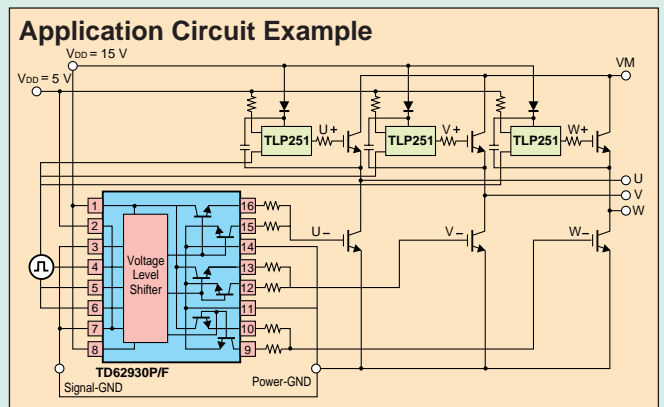 Application Circuit Example
VDD = 15 V
VM
VDD = 5 V
TLP251
U+
TLP251
V+
TLP251
W+
U
V
W
1
2
3
4
5
6
7
8
Voltage
Level
Shifter
16
15
14
13
12
11
10
9
U−
V−
W−
TD62930P/F
Signal-GND
Power-GND